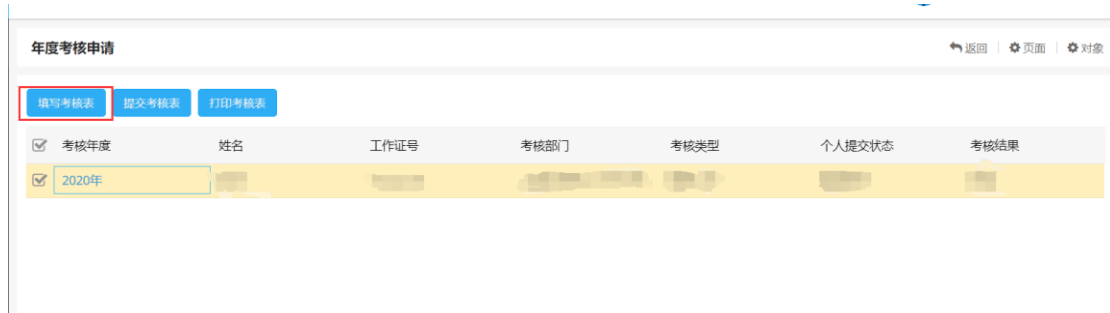 年度考核申请 返回 页面 对象
填写考核表 提交考核表 打印考核表
考核年度 姓名 工作证号 考核部门 考核类型 个人提交状态 考核结果
2020年